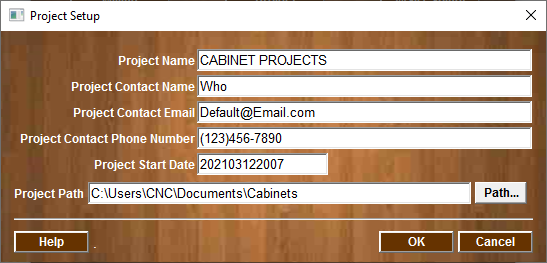 Project Setup
Project Name CABINET PROJECTS
Project Contact Name Who
Project Contact Email Default@Email.com
Project Contact Phone Number (123)456-7890
Project Start Date 202103122007
Project Path C:\Users\CNC\Documents\Cabinets Path...
Help . OK Cancel